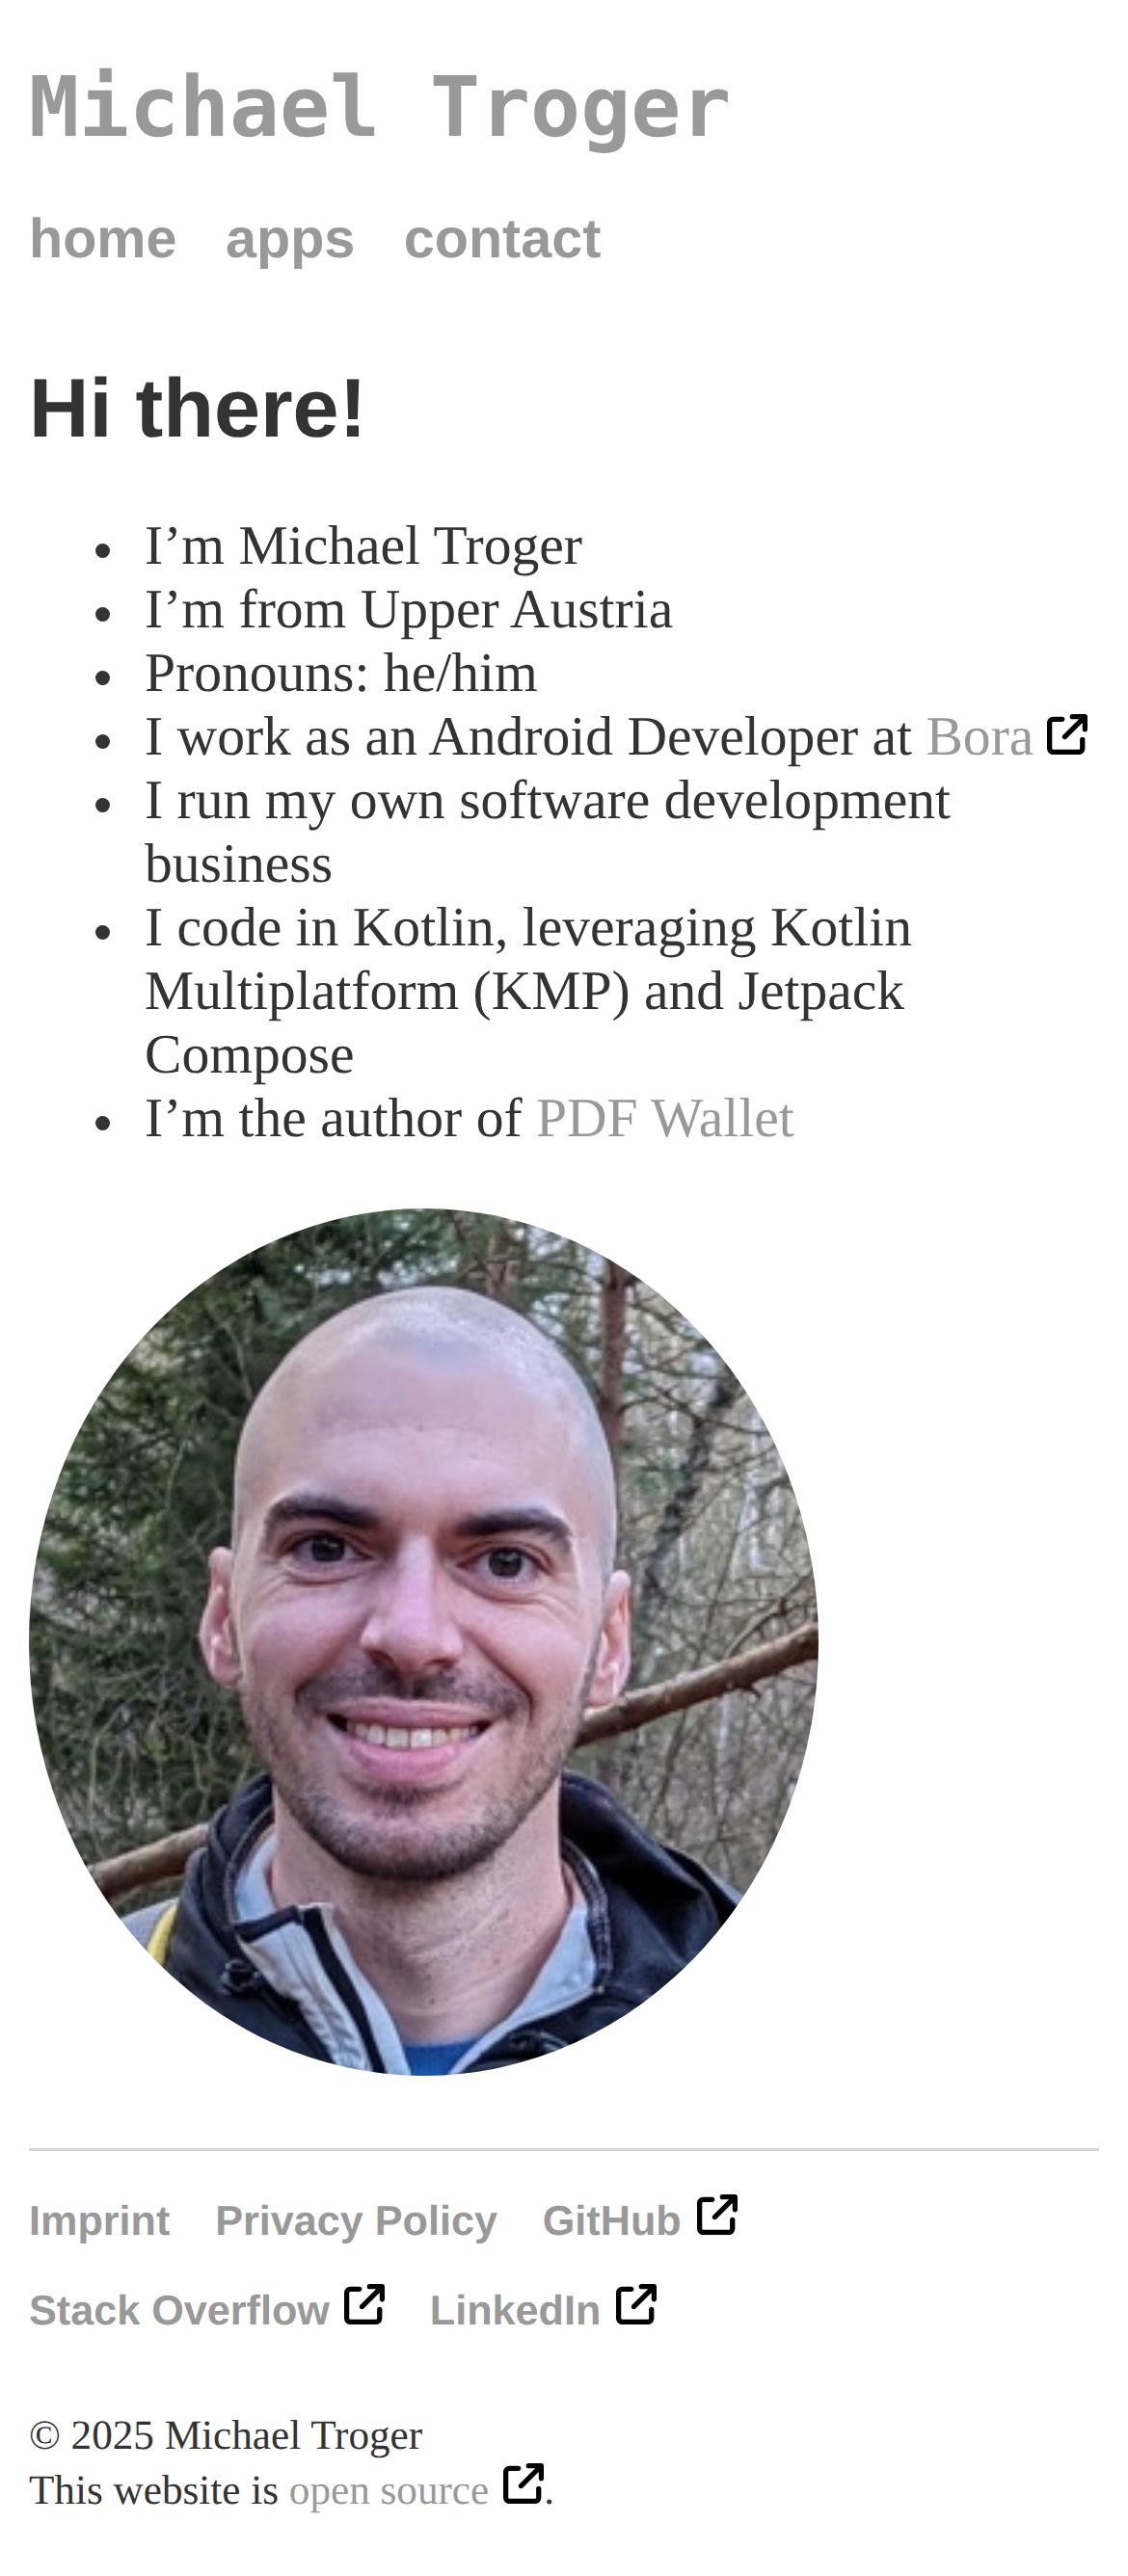 Michael Troger
home apps contact
Hi there!
• I’m Michael Troger
• I’m from Upper Austria
• Pronouns: he/him
• I work as an Android Developer at Bora
• I run my own software development
business
• I code in Kotlin, leveraging Kotlin
Multiplatform (KMP) and Jetpack
Compose
• I’m the author of PDF Wallet
Imprint Privacy Policy GitHub
Stack Overflow LinkedIn
© 2025 Michael Troger
This website is open source .